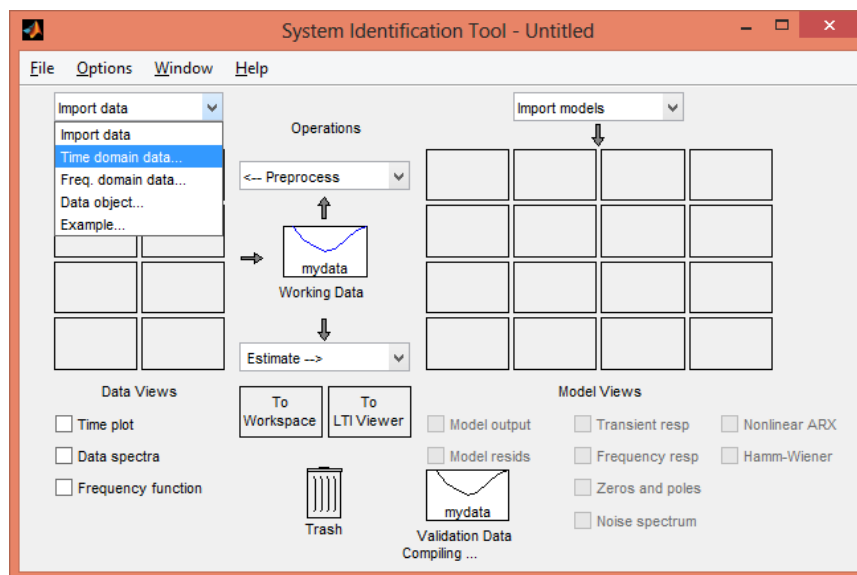 System Identification Tool - Untitled
File Options Window Help
Import data
Import models
Import data
Time domain data...
Freq. domain data...
Data object...
Example...
Operations
<-- Preprocess
mydata
Working Data
Estimate -->
Data Views
To Workspace
To LTI Viewer
Model Views
Time plot
Data spectra
Frequency function
Model output
Transient resp
Nonlinear ARX
Model resids
Frequency resp
Hamm-Wiener
Zeros and poles
Noise spectrum
Trash
mydata
Validation Data
Compiling ...